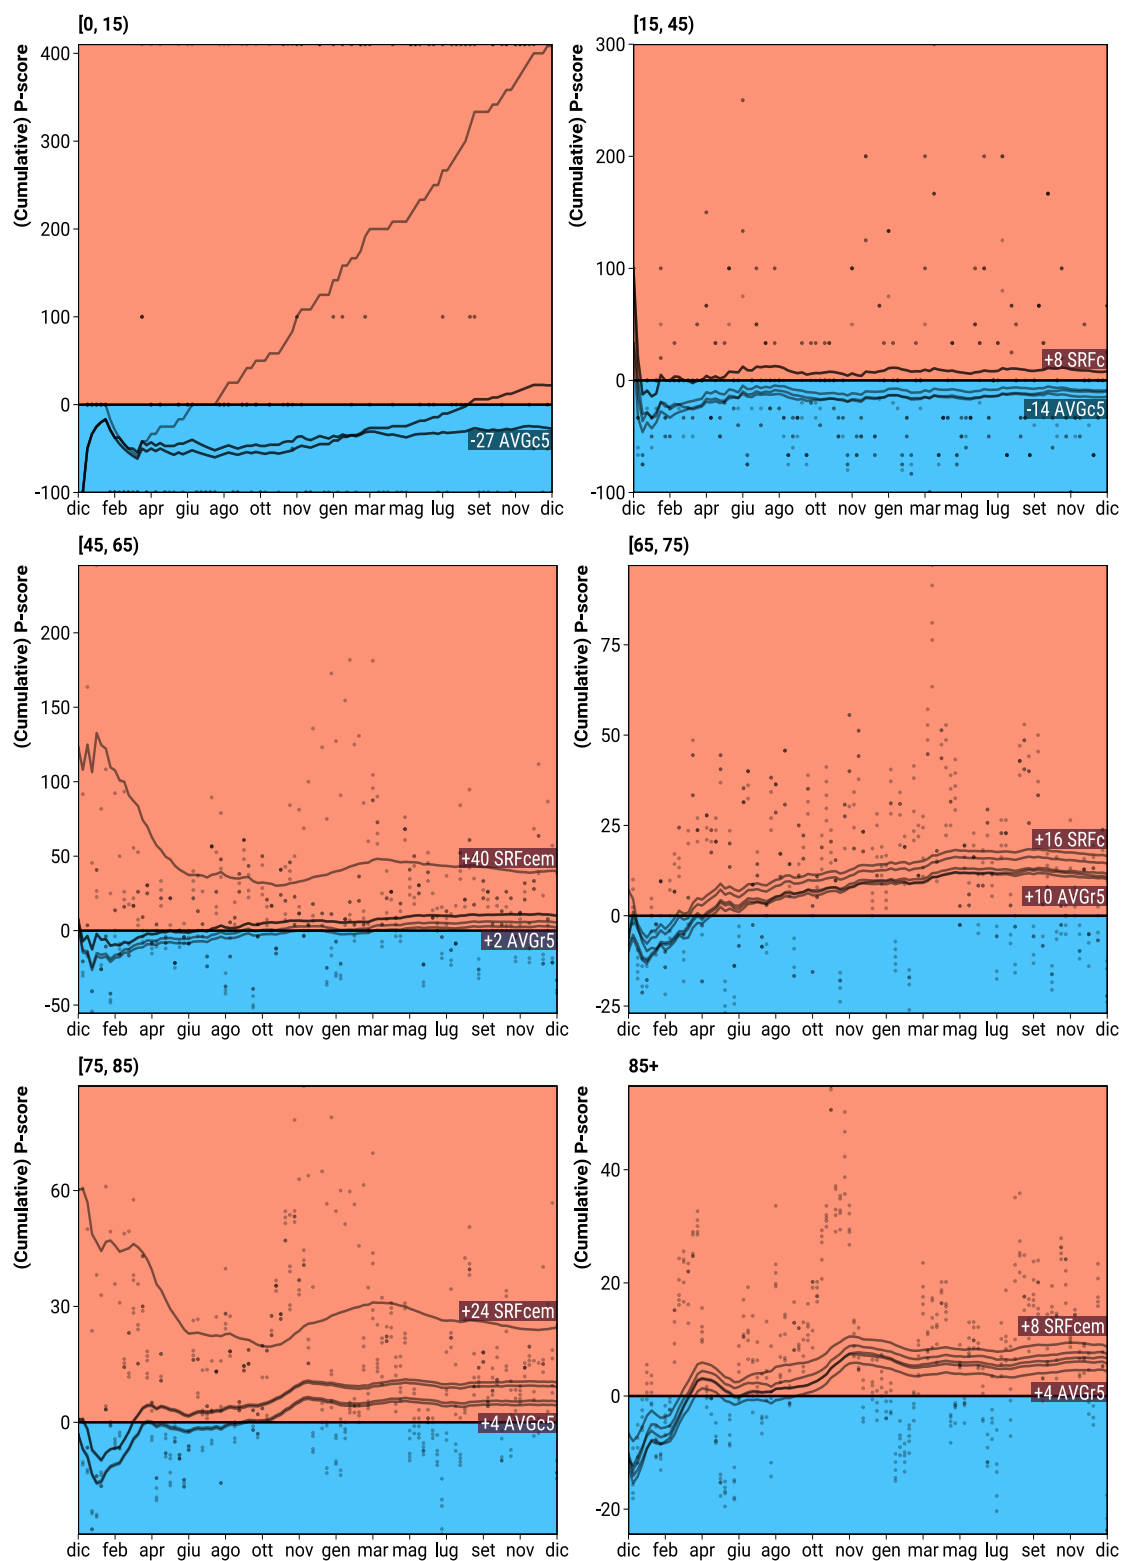 [0, 15)
(Cumulative) P-score
400
300
200
100
0
-100
-27 AVGc5
dic feb apr giu ago ott nov gen mar mag lug set nov dic
[15, 45)
(Cumulative) P-score
300
200
100
0
-100
+8 SRFc
-14 AVGc5
dic feb apr giu ago ott nov gen mar mag lug set nov dic
[45, 65)
(Cumulative) P-score
200
150
100
50
0
-50
+40 SRFcem
+2 AVGr5
dic feb apr giu ago ott nov gen mar mag lug set nov dic
[65, 75)
(Cumulative) P-score
75
50
25
0
-25
+16 SRFc
+10 AVGr5
dic feb apr giu ago ott nov gen mar mag lug set nov dic
[75, 85)
(Cumulative) P-score
60
30
0
+24 SRFcem
+4 AVGc5
dic feb apr giu ago ott nov gen mar mag lug set nov dic
85+
(Cumulative) P-score
40
20
0
-20
+8 SRFcem
+4 AVGr5
dic feb apr giu ago ott nov gen mar mag lug set nov dic